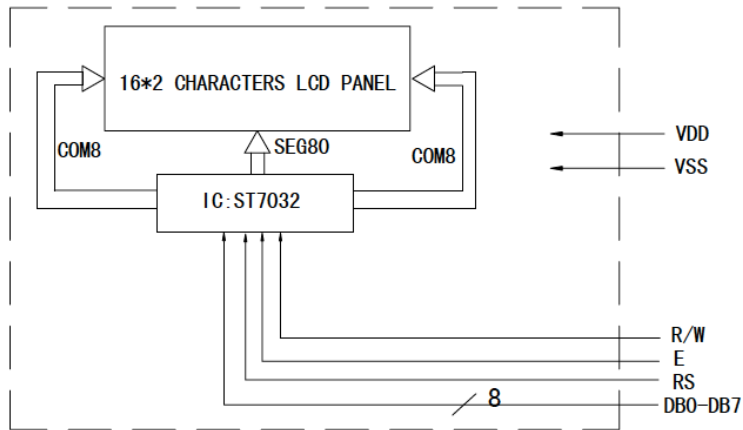 16*2 CHARACTERS LCD PANEL
COM8
SEG80
COM8
IC:ST7032
VDD
VSS
R/W
E
RS
8
DB0-DB7